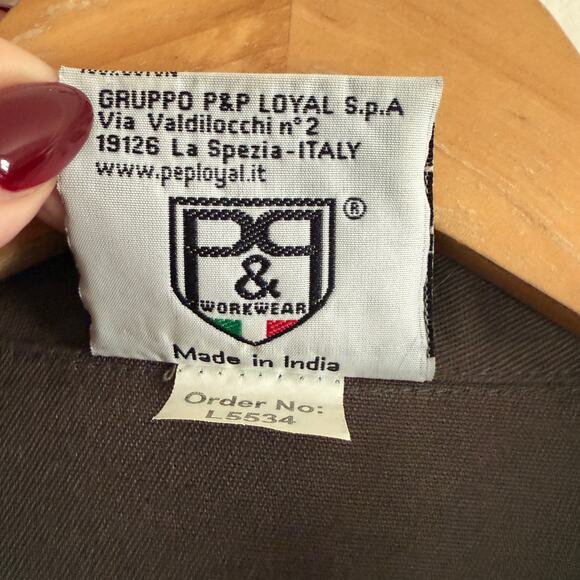 GRUPPO P&P LOYAL S.p.A
Via Valdilocchi n°2
19126 La Spezia-ITALY
www.peployal.it
®
P&P
WORKWEAR
Made in India
Order No:
L5534